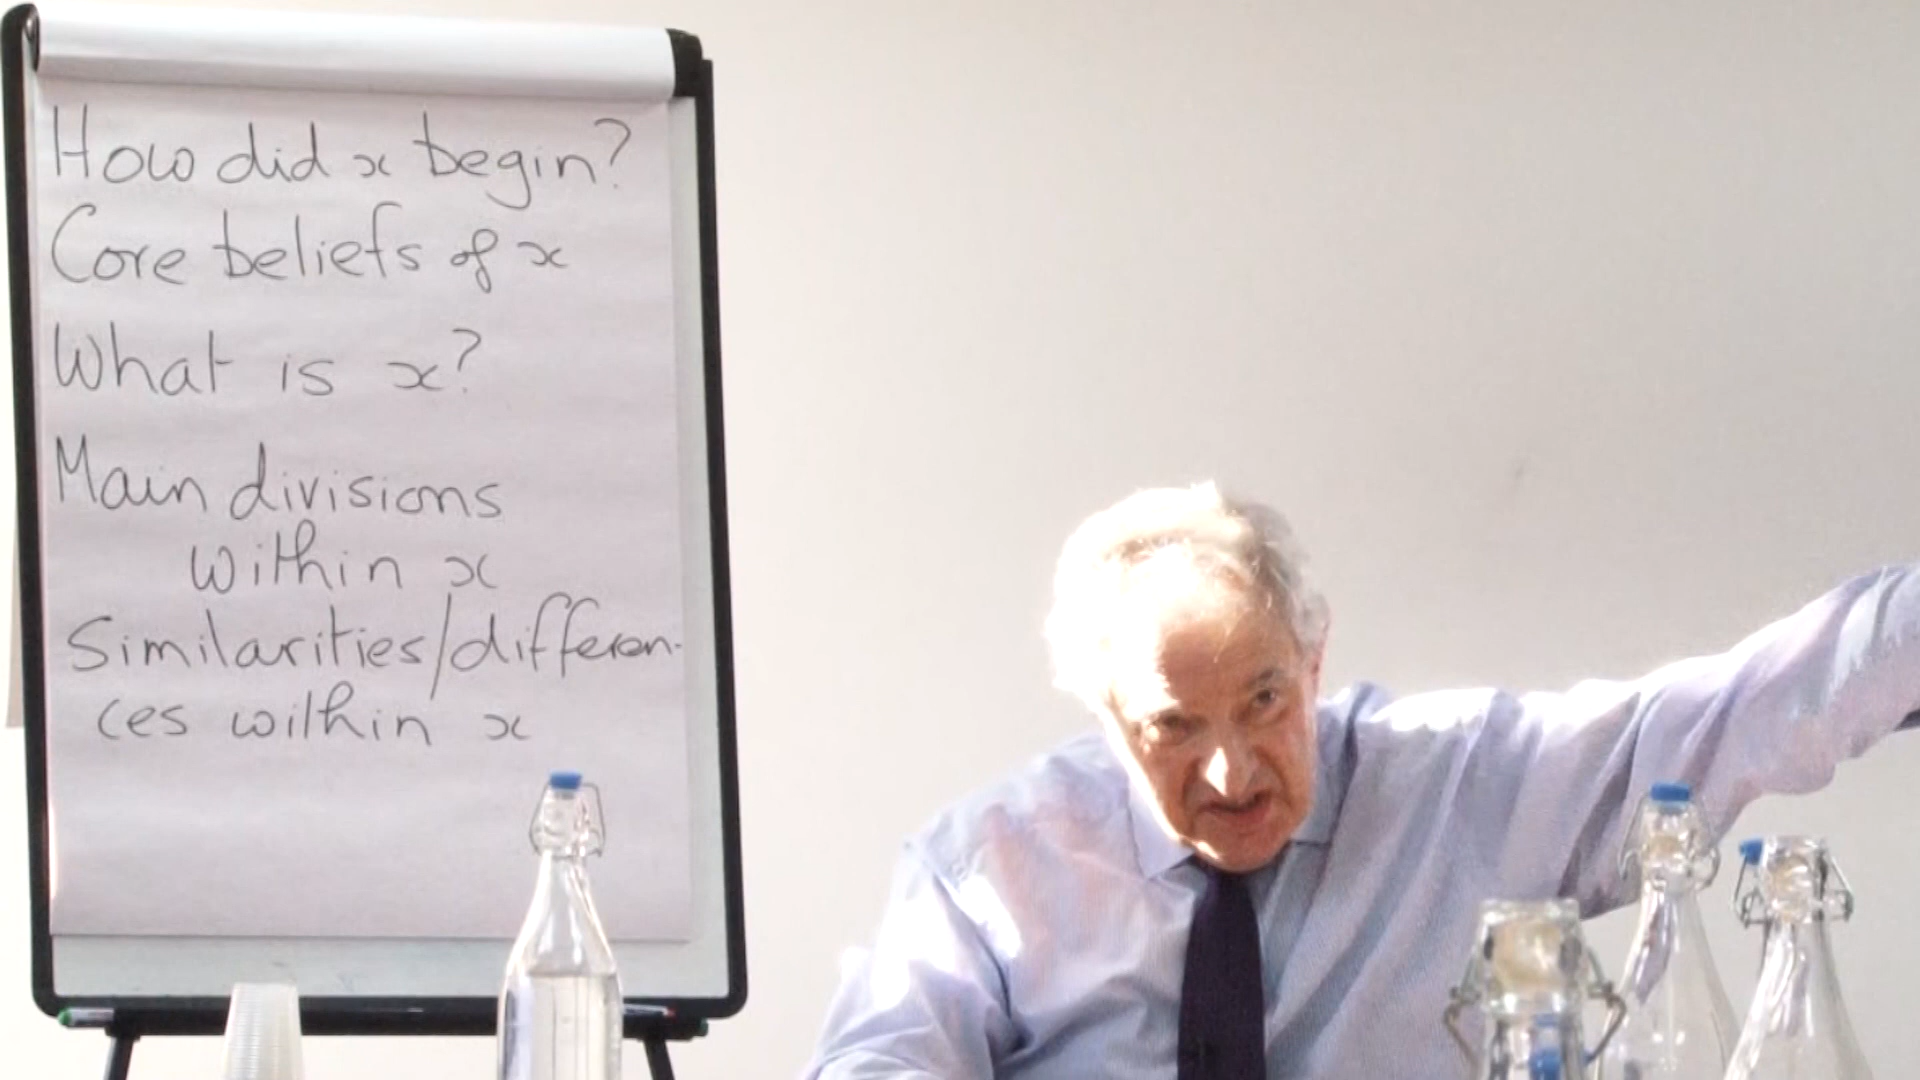 How did x begin?
Core beliefs of x
What is x?
Main divisions
within x
Similarities/differen-
ces within x